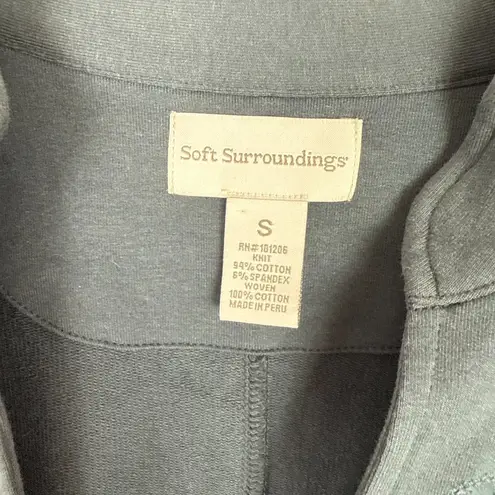 Soft Surroundings®
S
RN#101206
KNIT
94% COTTON
6% SPANDEX
WOVEN
100% COTTON
MADE IN PERU